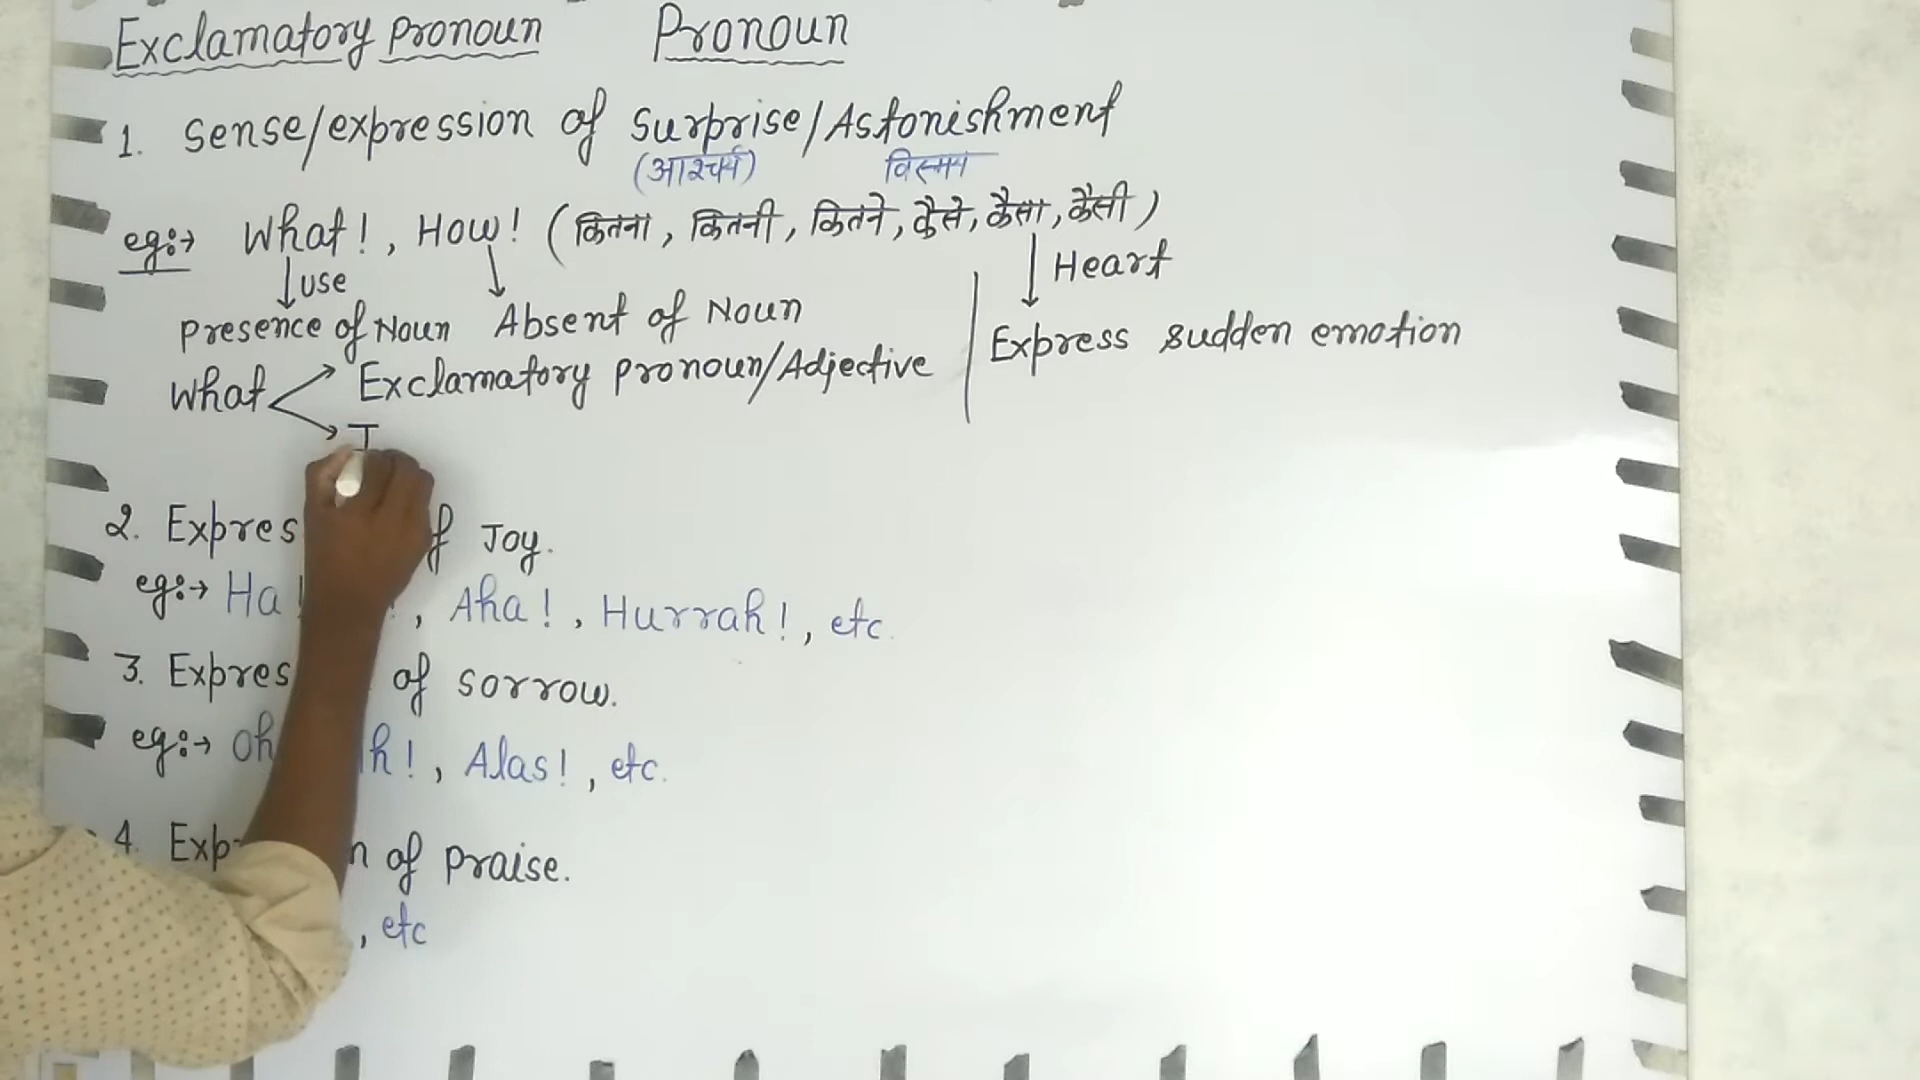 Exclamatory pronoun Pronoun
1. Sense/expression of Surprise/Astonishment
(आश्चर्य) विस्मय
eg:→ What!, How! (कितना, कितनी, कितने, कैसे, कैसा, कैसी)
↓use ↓ ↓ Heart
presence of Noun Absent of Noun Express sudden emotion
What Exclamatory pronoun/Adjective
I
2. Expres f Joy.
eg:→ Ha! !, Aha!, Hurrah!, etc.
3. Expres of sorrow.
eg:→ Oh h!, Alas!, etc.
4. Exp n of praise.
, etc